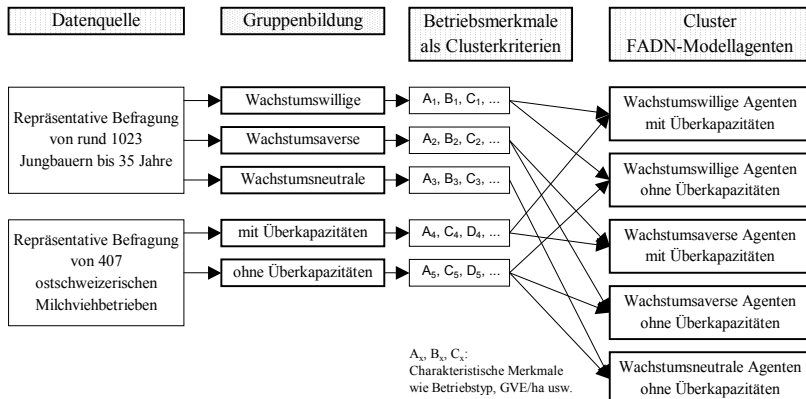 Datenquelle
Gruppenbildung
Betriebsmerkmale
als Clusterkriterien
Cluster
FADN-Modellagenten
Repräsentative Befragung
von rund 1023
Jungbauern bis 35 Jahre
Wachstumswillige
Wachstumsaverse
Wachstumsneutrale
A₁, B₁, C₁, ...
A₂, B₂, C₂, ...
A₃, B₃, C₃, ...
Repräsentative Befragung
von 407
ostschweizerischen
Milchviehbetrieben
mit Überkapazitäten
ohne Überkapazitäten
A₄, C₄, D₄, ...
A₅, C₅, D₅, ...
Wachstumswillige Agenten
mit Überkapazitäten
Wachstumswillige Agenten
ohne Überkapazitäten
Wachstumsaverse Agenten
mit Überkapazitäten
Wachstumsaverse Agenten
ohne Überkapazitäten
Wachstumsneutrale Agenten
ohne Überkapazitäten
Aₓ, Bₓ, Cₓ:
Charakteristische Merkmale
wie Betriebstyp, GVE/ha usw.